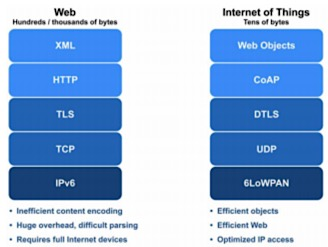 Web
Hundreds / thousands of bytes
XML
HTTP
TLS
TCP
IPv6
• Inefficient content encoding
• Huge overhead, difficult parsing
• Requires full Internet devices
Internet of Things
Tens of bytes
Web Objects
CoAP
DTLS
UDP
6LoWPAN
• Efficient objects
• Efficient Web
• Optimized IP access